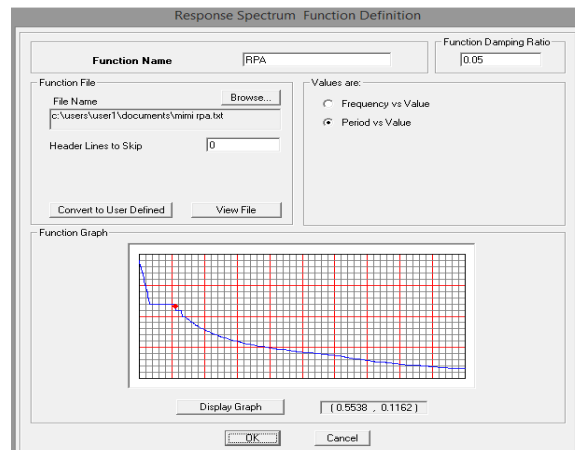 Response Spectrum Function Definition
Function Damping Ratio
Function Name
RPA
0.05
Function File
Values are:
File Name
Browse...
Frequency vs Value
c:\users\user1\documents\mimi rpa.txt
Period vs Value
Header Lines to Skip
0
Convert to User Defined
View File
Function Graph
Display Graph
( 0.5538 , 0.1162 )
OK
Cancel